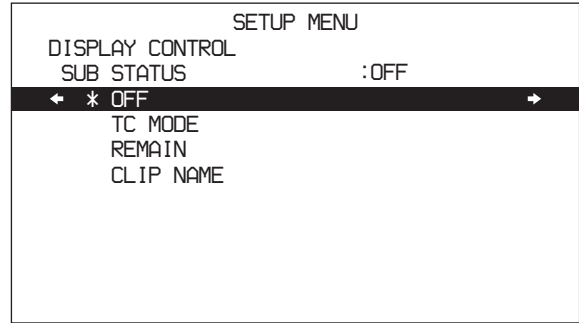 SETUP MENU
DISPLAY CONTROL
SUB STATUS :OFF
← * OFF →
TC MODE
REMAIN
CLIP NAME